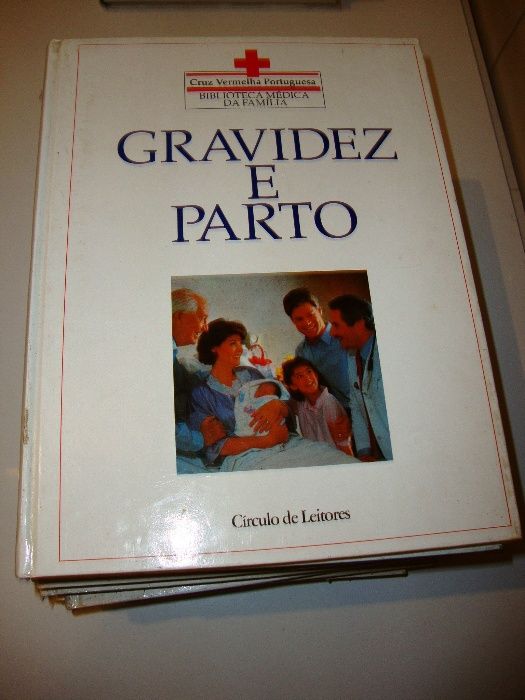 Cruz Vermelha Portuguesa
BIBLIOTECA MÉDICA
DA FAMÍLIA
GRAVIDEZ
E
PARTO
Círculo de Leitores